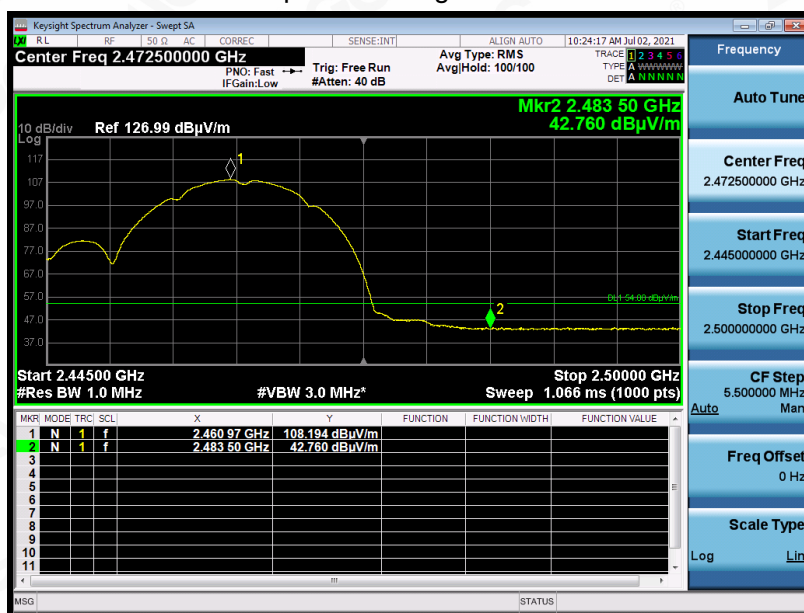 Keysight Spectrum Analyzer - Swept SA
LXI RL RF 50 Ω AC CORREC SENSE:INT ALIGN AUTO 10:24:17 AM Jul 02, 2021
Center Freq 2.472500000 GHz
PNO: Fast
IFGain:Low
Trig: Free Run
#Atten: 40 dB
Avg Type: RMS
Avg|Hold: 100/100
TRACE 1 2 3 4 5 6
TYPE A WWWWW
DET A N N N N N
Mkr2 2.483 50 GHz
42.760 dBµV/m
10 dB/div Ref 126.99 dBµV/m
Log
117
107
97.0
87.0
77.0
67.0
57.0
47.0
37.0
1
2
DL1 54.00 dBµV/m
Start 2.44500 GHz Stop 2.50000 GHz
#Res BW 1.0 MHz #VBW 3.0 MHz* Sweep 1.066 ms (1000 pts)
MKR MODE TRC SCL X Y FUNCTION FUNCTION WIDTH FUNCTION VALUE
1 N 1 f 2.460 97 GHz 108.194 dBµV/m
2 N 1 f 2.483 50 GHz 42.760 dBµV/m
3
4
5
6
7
8
9
10
11
MSG STATUS
Frequency
Auto Tune
Center Freq
2.472500000 GHz
Start Freq
2.445000000 GHz
Stop Freq
2.500000000 GHz
CF Step
5.500000 MHz
Auto Man
Freq Offset
0 Hz
Scale Type
Log Lin